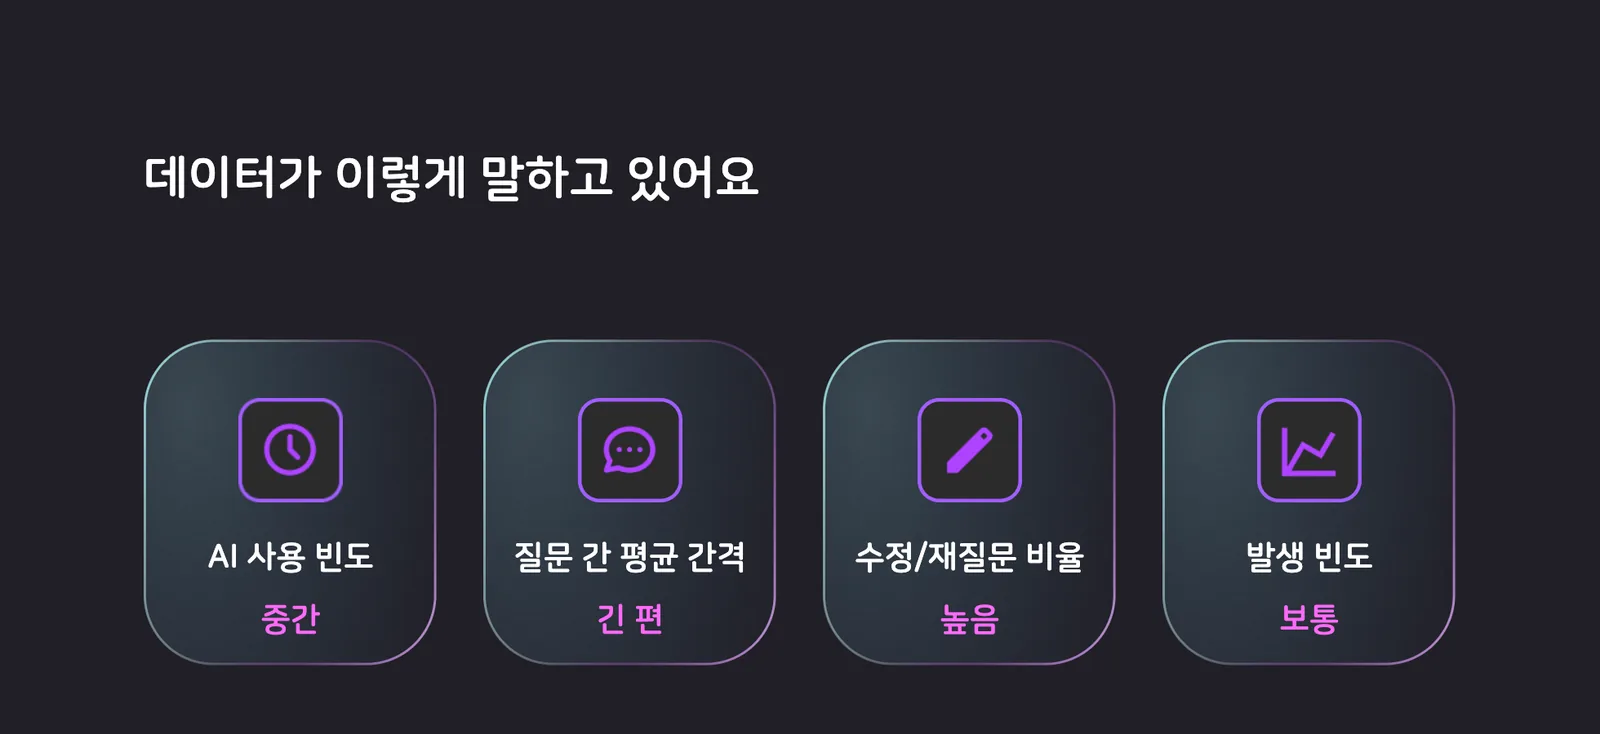 데이터가 이렇게 말하고 있어요
AI 사용 빈도
중간
질문 간 평균 간격
긴 편
수정/재질문 비율
높음
발생 빈도
보통